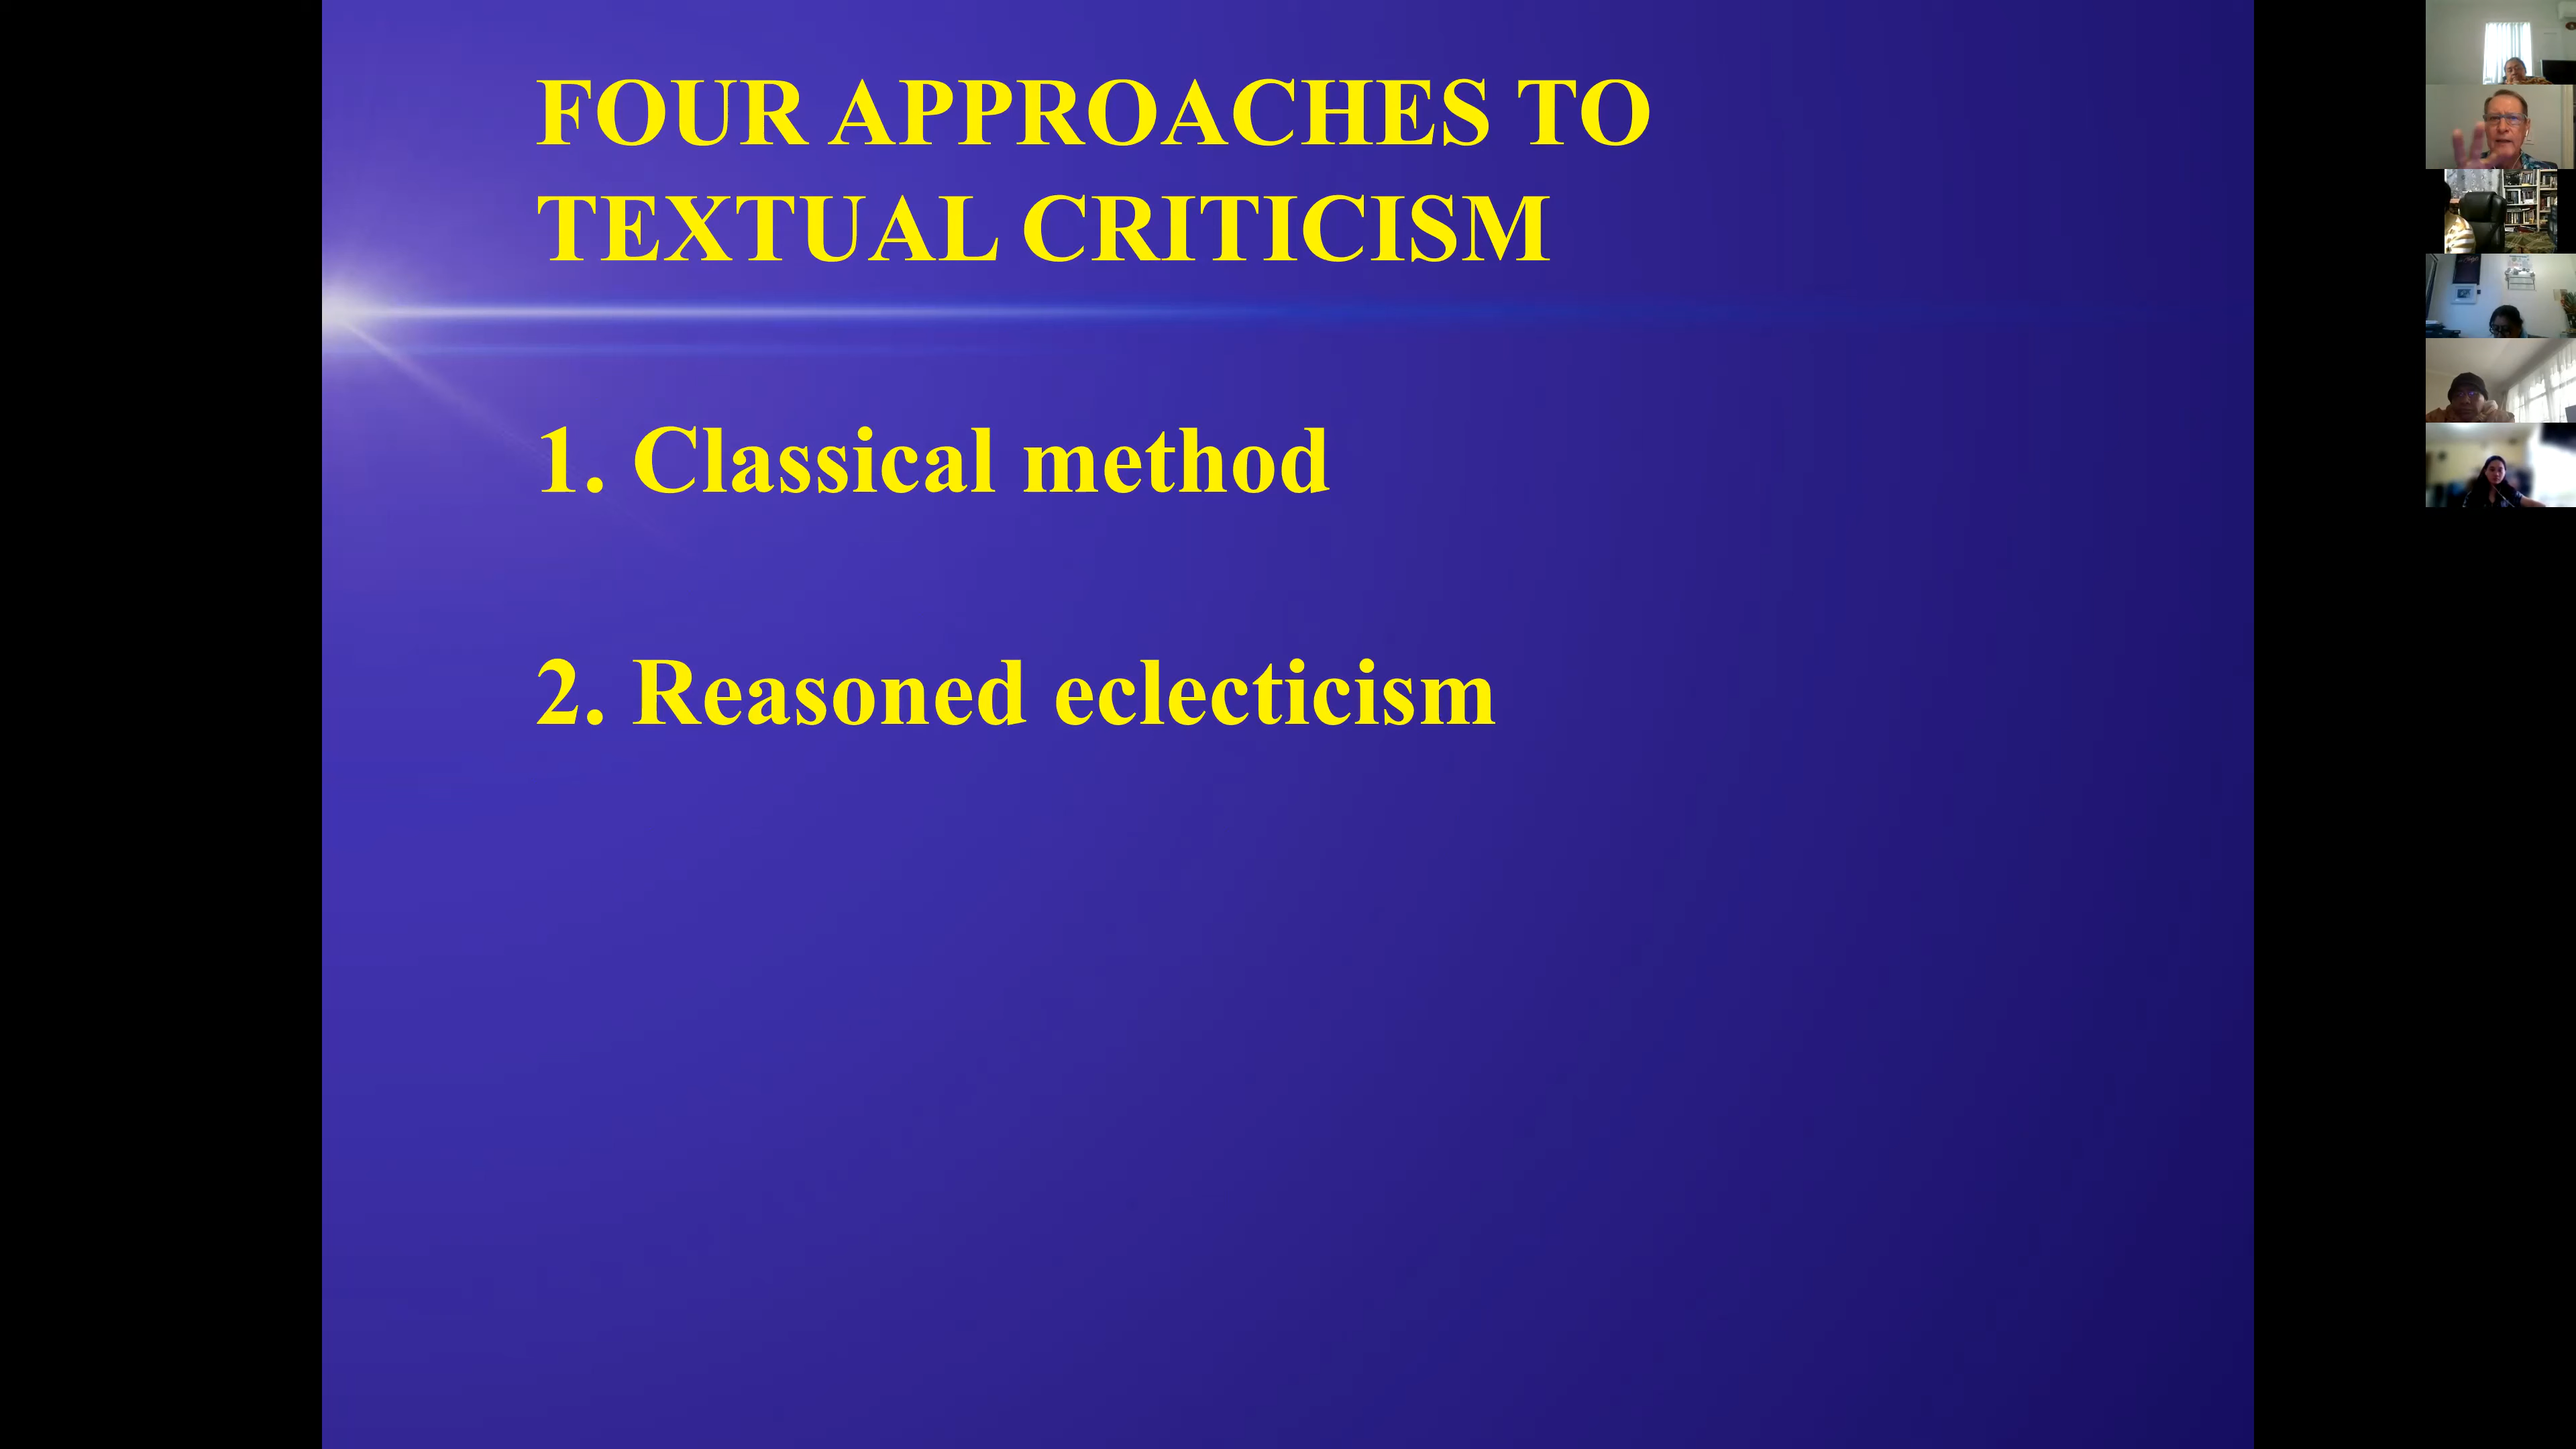 FOUR APPROACHES TO
TEXTUAL CRITICISM
1. Classical method
2. Reasoned eclecticism